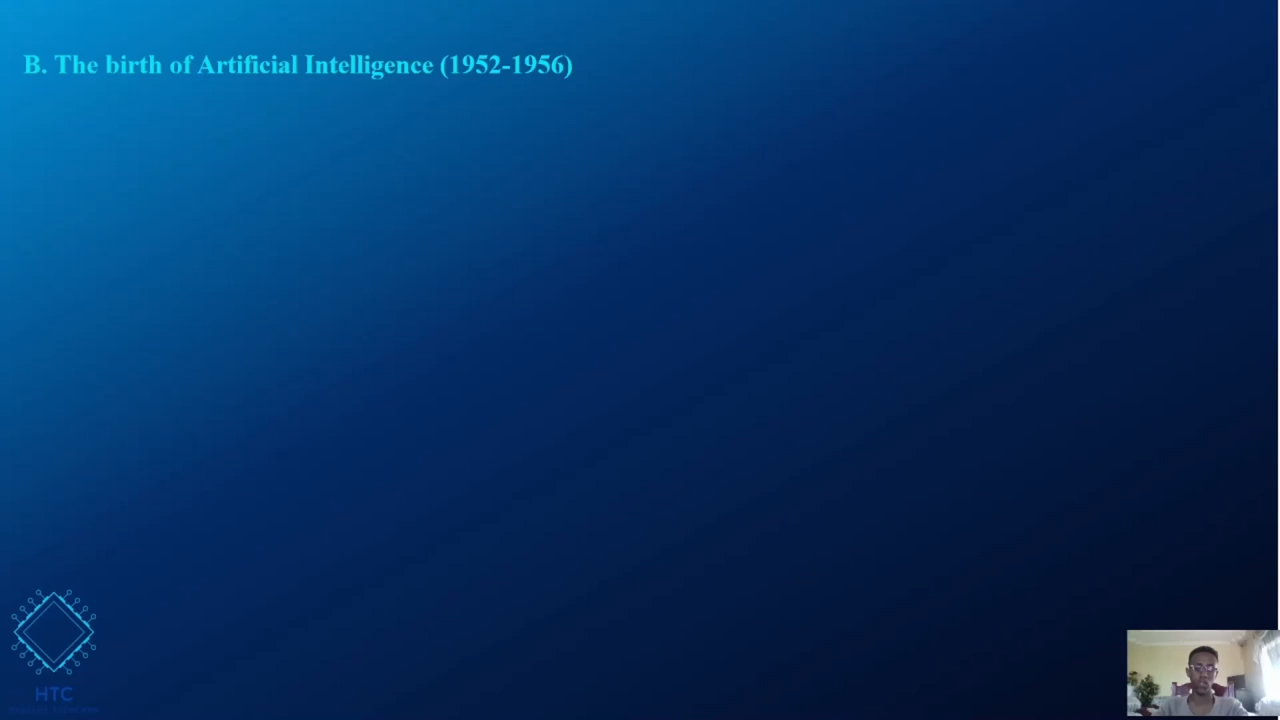 B. The birth of Artificial Intelligence (1952-1956)
HTC